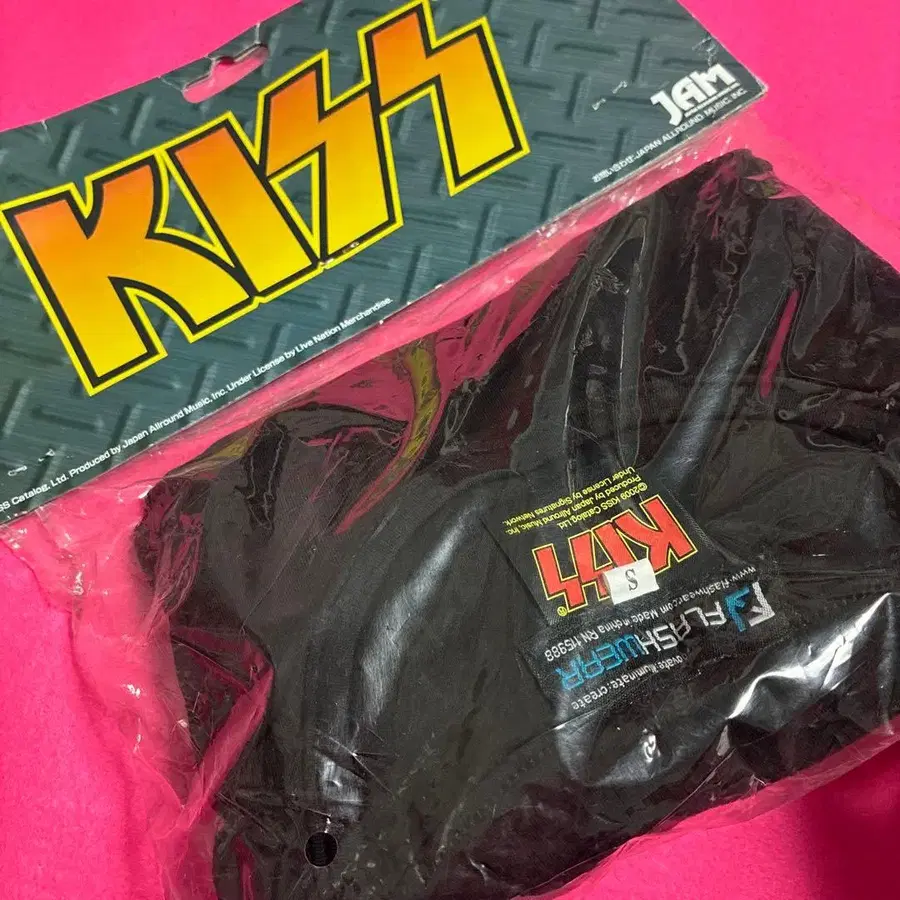 KISS
JAM
JAPAN ALLROUND MUSIC, INC.
SS Catalog, Ltd. Produced by Japan Allround Music, Inc. Under License by Live Nation Merchandise.
KISS®
©2009 KISS Catalog Ltd.
Produced by Japan Allround Music, Inc.
Under License by Signatures Network.
S
FLASHWEAR
www.flashwear.com Made in china RN 115988
ovate·illuminate·create